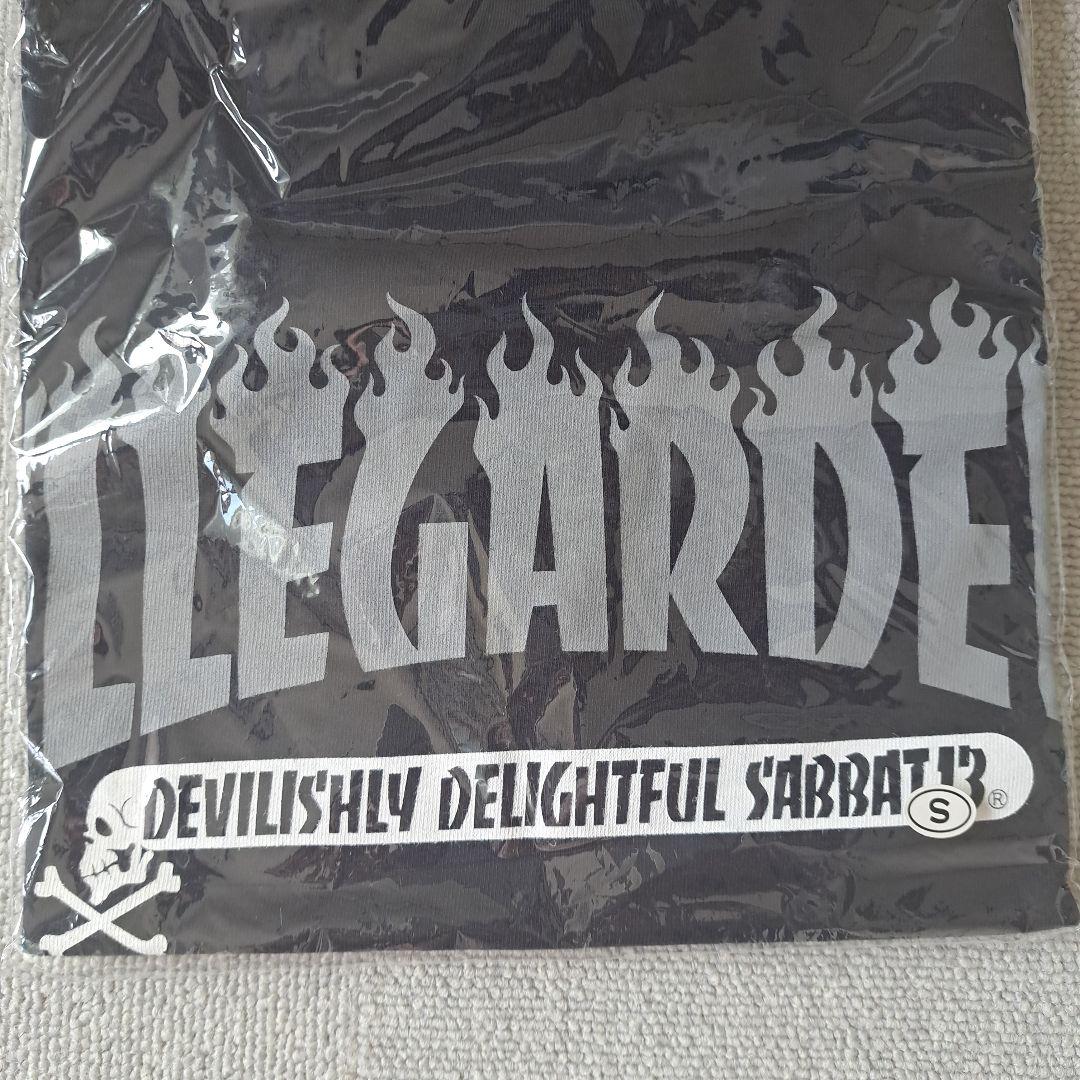 LLEGARDE
DEVILISHLY DELIGHTFUL SABBAT13
®
S